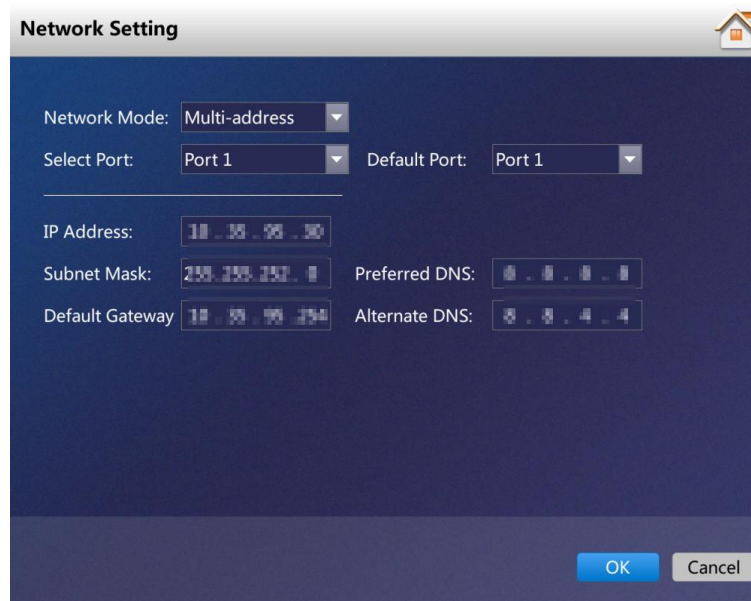 Network Setting
Network Mode: Multi-address
Select Port: Port 1 Default Port: Port 1
IP Address:
Subnet Mask: Preferred DNS:
Default Gateway Alternate DNS:
OK Cancel